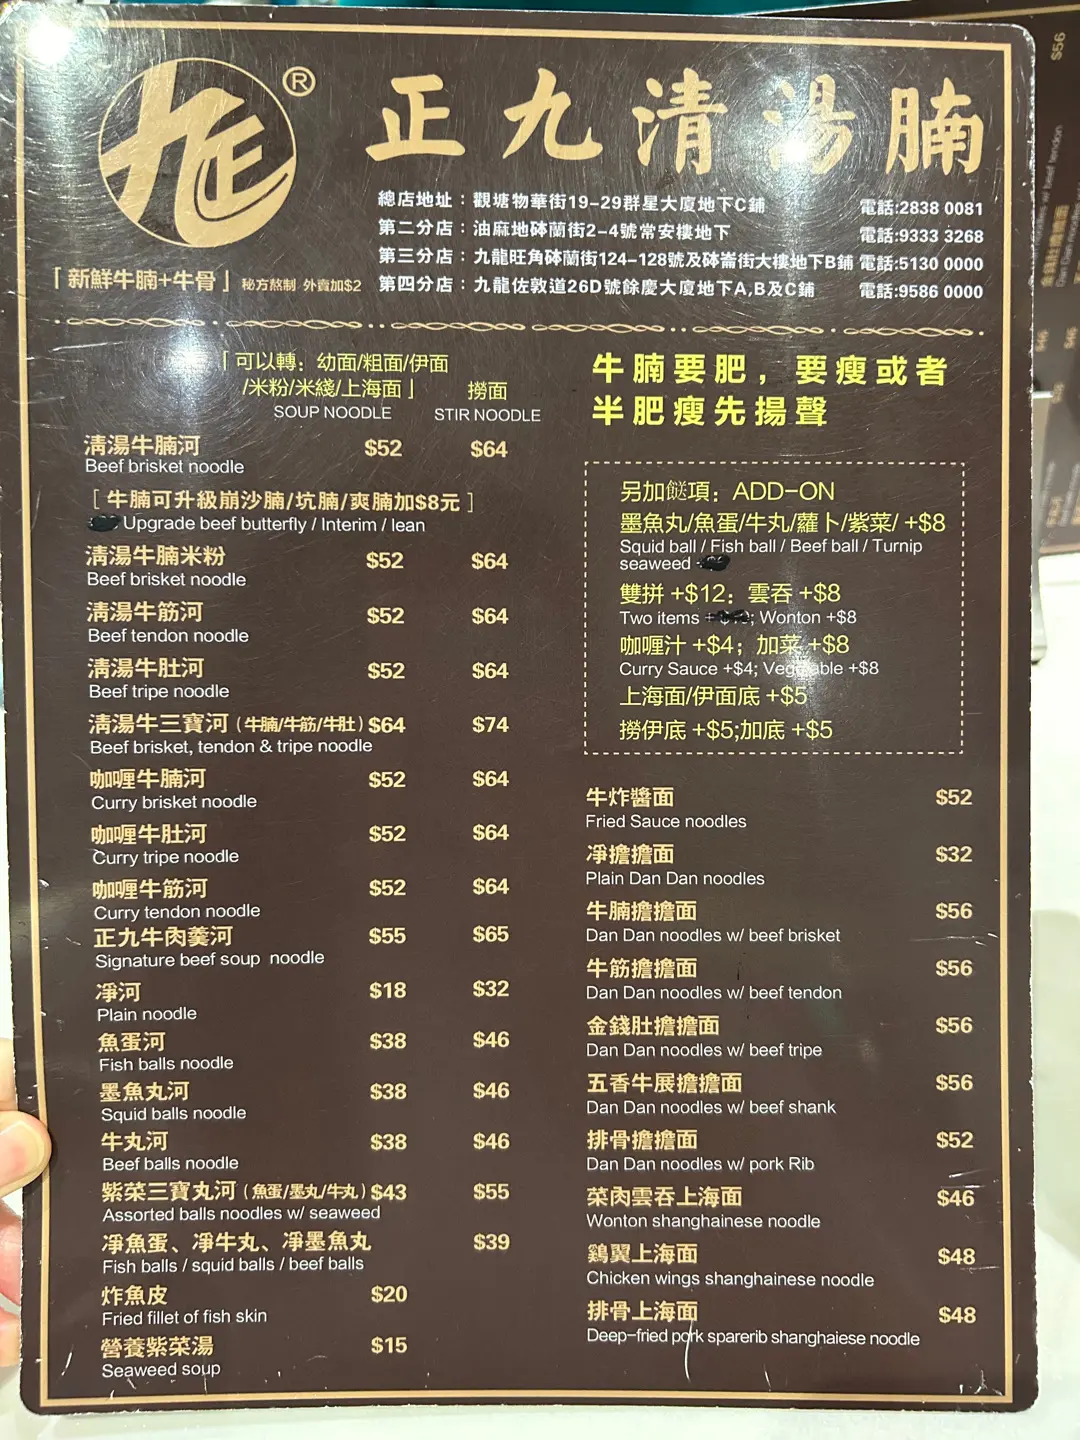 九正®
正九清湯腩
總店地址：觀塘物華街19-29群星大廈地下C鋪 電話:2838 0081
第二分店：油麻地砵蘭街2-4號常安樓地下 電話:9333 3268
第三分店：九龍旺角砵蘭街124-128號及砵崙街大樓地下B鋪 電話:5130 0000
第四分店：九龍佐敦道26D號餘慶大廈地下A,B及C鋪 電話:9586 0000
「新鮮牛腩+牛骨」秘方熬制 外賣加$2
「可以轉：幼面/粗面/伊面
/米粉/米綫/上海面」 撈面
SOUP NOODLE STIR NOODLE
清湯牛腩河 $52 $64
Beef brisket noodle
[ 牛腩可升級崩沙腩/坑腩/爽腩加$8元 ]
Upgrade beef butterfly / Interim / lean
清湯牛腩米粉 $52 $64
Beef brisket noodle
清湯牛筋河 $52 $64
Beef tendon noodle
清湯牛肚河 $52 $64
Beef tripe noodle
清湯牛三寶河（牛腩/牛筋/牛肚）$64 $74
Beef brisket, tendon & tripe noodle
咖喱牛腩河 $52 $64
Curry brisket noodle
咖喱牛肚河 $52 $64
Curry tripe noodle
咖喱牛筋河 $52 $64
Curry tendon noodle
正九牛肉羹河 $55 $65
Signature beef soup noodle
凈河 $18 $32
Plain noodle
魚蛋河 $38 $46
Fish balls noodle
墨魚丸河 $38 $46
Squid balls noodle
牛丸河 $38 $46
Beef balls noodle
紫菜三寶丸河（魚蛋/墨丸/牛丸）$43 $55
Assorted balls noodles w/ seaweed
凈魚蛋、凈牛丸、凈墨魚丸 $39
Fish balls / squid balls / beef balls
炸魚皮 $20
Fried fillet of fish skin
營養紫菜湯 $15
Seaweed soup
牛腩要肥，要瘦或者
半肥瘦先揚聲
另加餸項：ADD-ON
墨魚丸/魚蛋/牛丸/蘿卜/紫菜/ +$8
Squid ball / Fish ball / Beef ball / Turnip
seaweed
雙拼 +$12：雲吞 +$8
Two items ; Wonton +$8
咖喱汁 +$4；加菜 +$8
Curry Sauce +$4; Vegetable +$8
上海面/伊面底 +$5
撈伊底 +$5;加底 +$5
牛炸醬面 $52
Fried Sauce noodles
凈擔擔面 $32
Plain Dan Dan noodles
牛腩擔擔面 $56
Dan Dan noodles w/ beef brisket
牛筋擔擔面 $56
Dan Dan noodles w/ beef tendon
金錢肚擔擔面 $56
Dan Dan noodles w/ beef tripe
五香牛展擔擔面 $56
Dan Dan noodles w/ beef shank
排骨擔擔面 $52
Dan Dan noodles w/ pork Rib
菜肉雲吞上海面 $46
Wonton shanghainese noodle
鷄翼上海面 $48
Chicken wings shanghainese noodle
排骨上海面 $48
Deep-fried pork sparerib shanghaiese noodle
$56